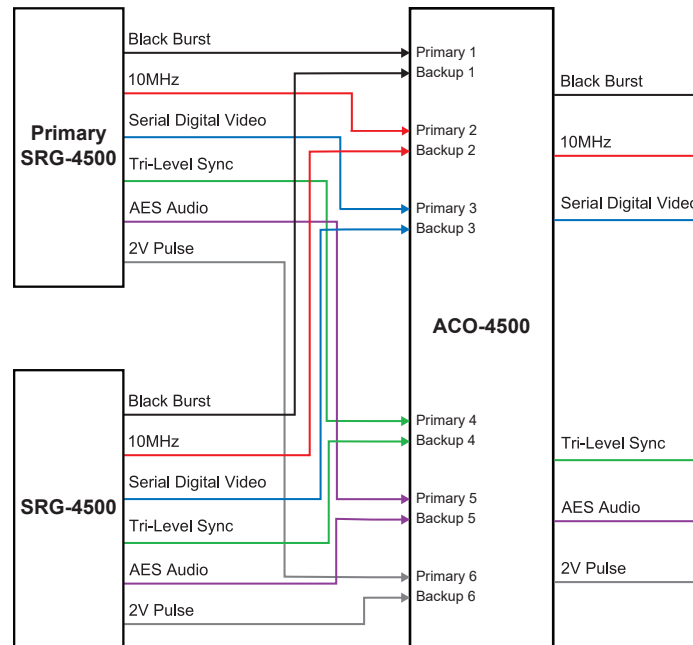 Black Burst
10MHz
Serial Digital Video
Tri-Level Sync
AES Audio
2V Pulse
Primary
SRG-4500
Primary 1
Backup 1
Primary 2
Backup 2
Primary 3
Backup 3
ACO-4500
Primary 4
Backup 4
Primary 5
Backup 5
Primary 6
Backup 6
Black Burst
10MHz
Serial Digital Video
Tri-Level Sync
AES Audio
2V Pulse
SRG-4500
Black Burst
10MHz
Serial Digital Video
Tri-Level Sync
AES Audio
2V Pulse